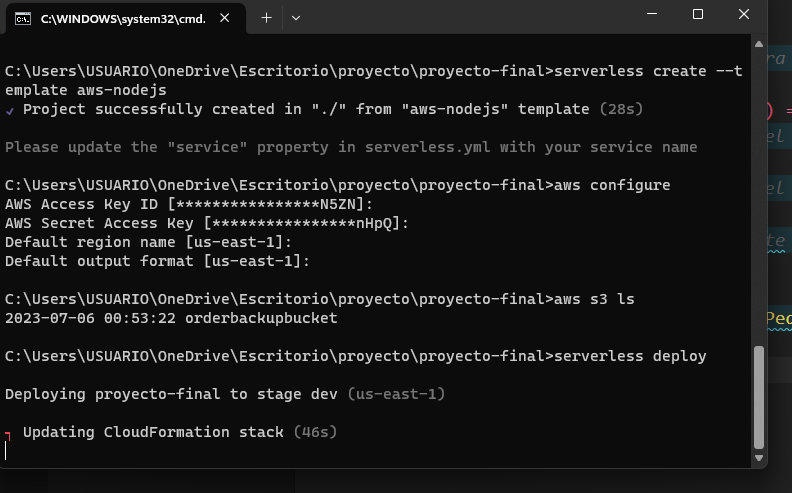 C:\WINDOWS\system32\cmd.
C:\Users\USUARIO\OneDrive\Escritorio\proyecto\proyecto-final>serverless create --t
emplate aws-nodejs
✓ Project successfully created in "./" from "aws-nodejs" template (28s)
Please update the "service" property in serverless.yml with your service name
C:\Users\USUARIO\OneDrive\Escritorio\proyecto\proyecto-final>aws configure
AWS Access Key ID [****************N5ZN]:
AWS Secret Access Key [****************nHpQ]:
Default region name [us-east-1]:
Default output format [us-east-1]:
C:\Users\USUARIO\OneDrive\Escritorio\proyecto\proyecto-final>aws s3 ls
2023-07-06 00:53:22 orderbackupbucket
C:\Users\USUARIO\OneDrive\Escritorio\proyecto\proyecto-final>serverless deploy
Deploying proyecto-final to stage dev (us-east-1)
Updating CloudFormation stack (46s)